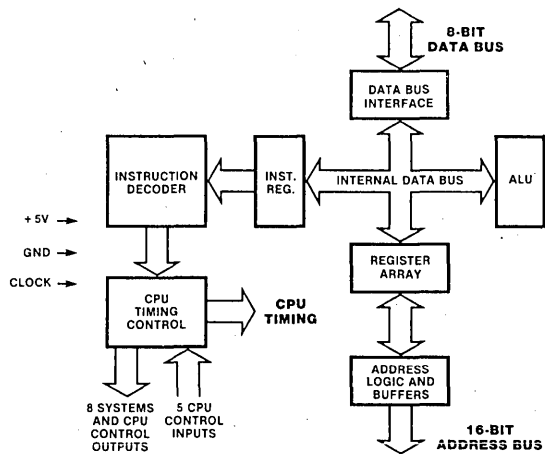 8-BIT
DATA BUS
DATA BUS
INTERFACE
INSTRUCTION
DECODER
INST.
REG.
INTERNAL DATA BUS
ALU
+5V
GND
CLOCK
REGISTER
ARRAY
CPU
TIMING
CONTROL
CPU
TIMING
ADDRESS
LOGIC AND
BUFFERS
8 SYSTEMS
AND CPU
CONTROL
OUTPUTS
5 CPU
CONTROL
INPUTS
16-BIT
ADDRESS BUS